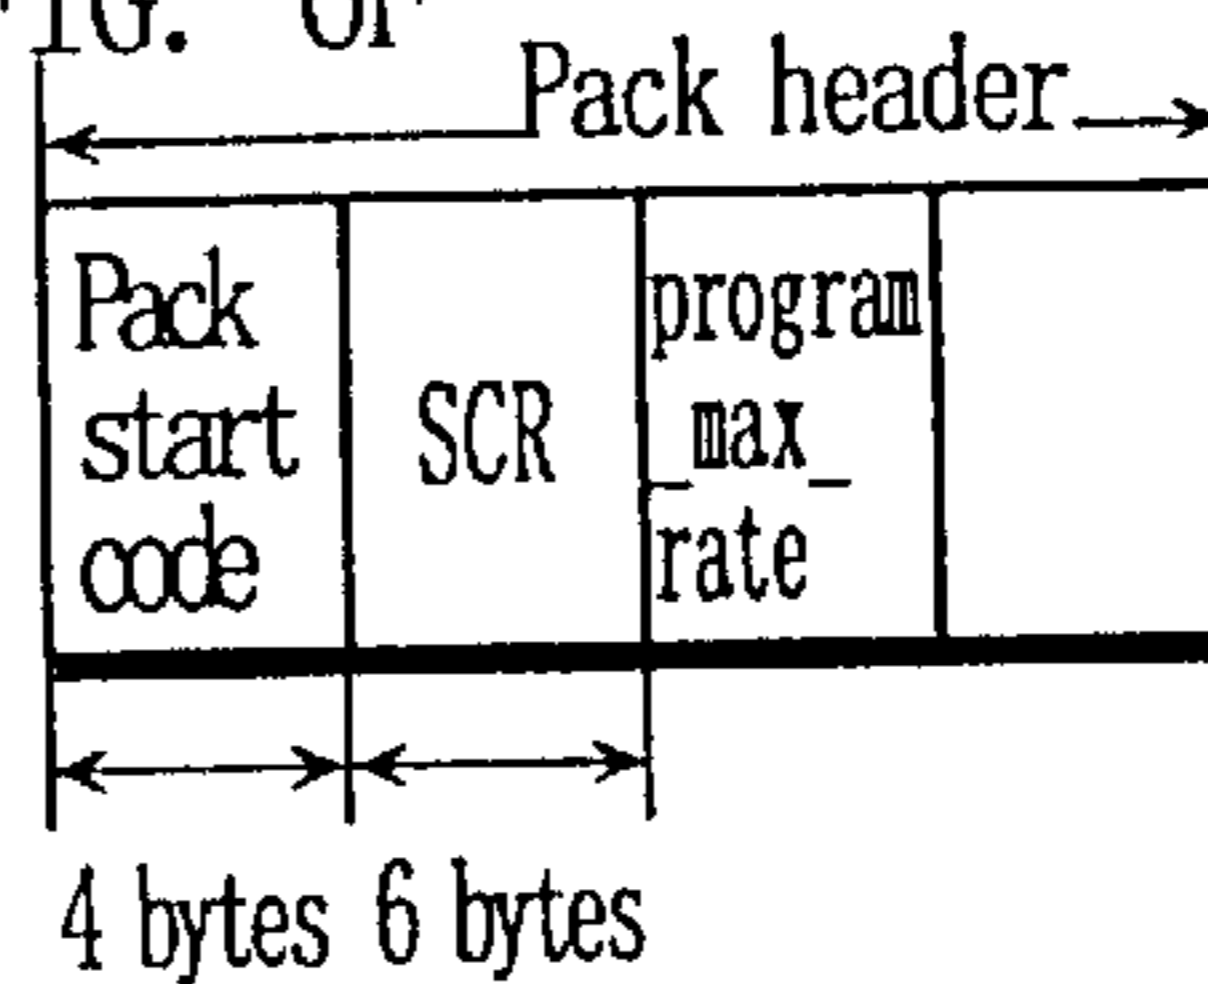 Pack header
Pack
start
code
SCR
program
_max_
rate
4 bytes 6 bytes